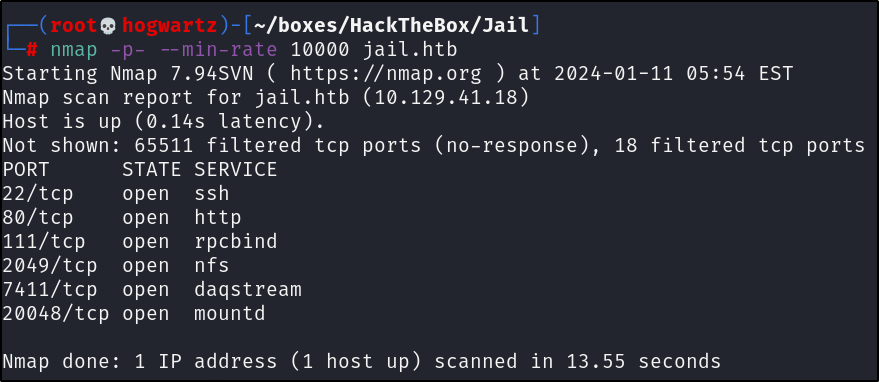 ┌──(root💀hogwartz)-[~/boxes/HackTheBox/Jail]
└─# nmap -p- --min-rate 10000 jail.htb
Starting Nmap 7.94SVN ( https://nmap.org ) at 2024-01-11 05:54 EST
Nmap scan report for jail.htb (10.129.41.18)
Host is up (0.14s latency).
Not shown: 65511 filtered tcp ports (no-response), 18 filtered tcp ports
PORT      STATE SERVICE
22/tcp    open  ssh
80/tcp    open  http
111/tcp   open  rpcbind
2049/tcp  open  nfs
7411/tcp  open  daqstream
20048/tcp open  mountd
Nmap done: 1 IP address (1 host up) scanned in 13.55 seconds